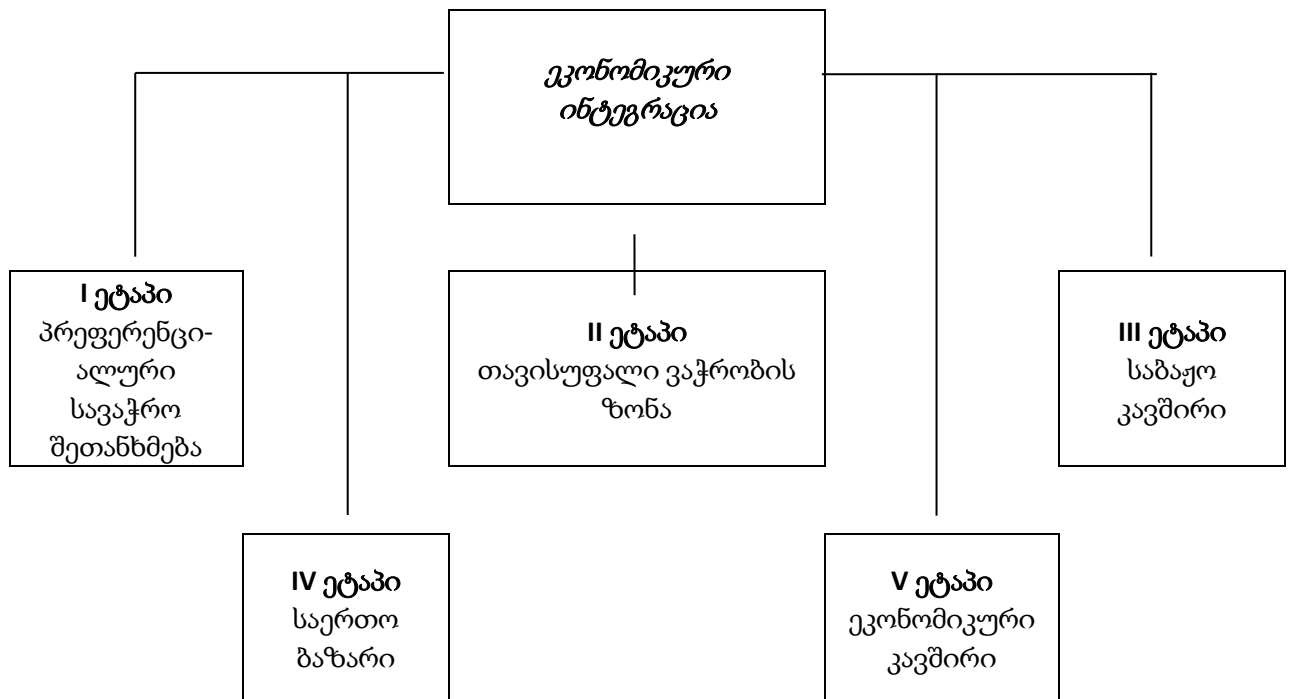 ეკონომიკური
ინტეგრაცია
I ეტაპი
პრეფერენცი-
ალური
სავაჭრო
შეთანხმება
II ეტაპი
თავისუფალი ვაჭრობის
ზონა
III ეტაპი
საბაჟო
კავშირი
IV ეტაპი
საერთო
ბაზარი
V ეტაპი
ეკონომიკური
კავშირი